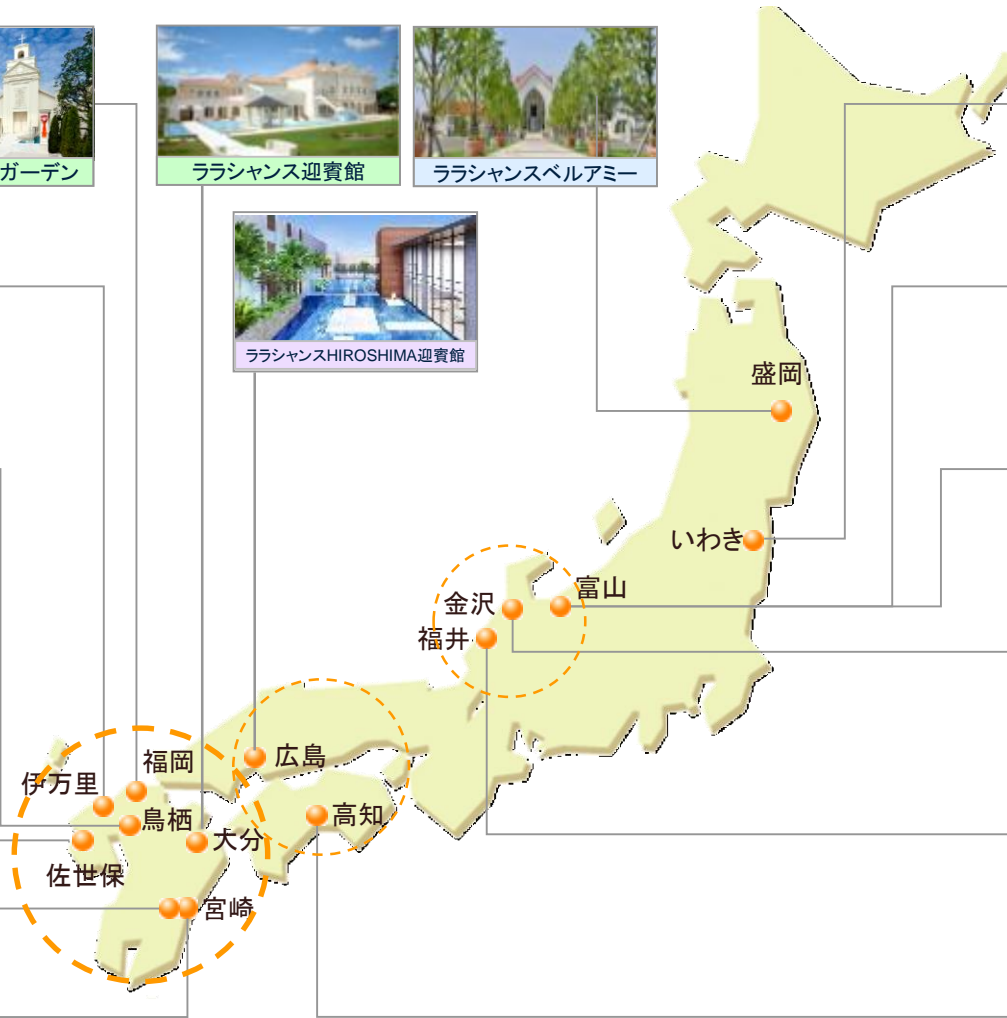 ガーデン
ララシャンス迎賓館
ララシャンスベルアミー
ララシャンスHIROSHIMA迎賓館
盛岡
いわき
富山
金沢
福井
広島
福岡
伊万里
高知
鳥栖
大分
佐世保
宮崎